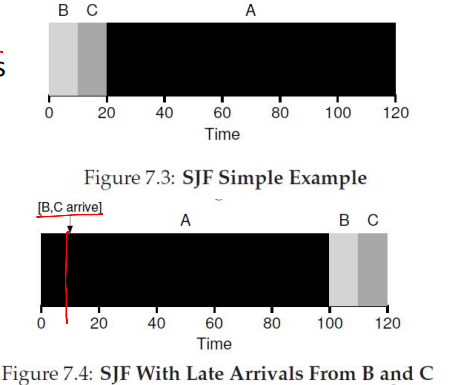 B C A
s
0 20 40 60 80 100 120
Time
Figure 7.3: SJF Simple Example
[B,C arrive]
A B C
0 20 40 60 80 100 120
Time
Figure 7.4: SJF With Late Arrivals From B and C